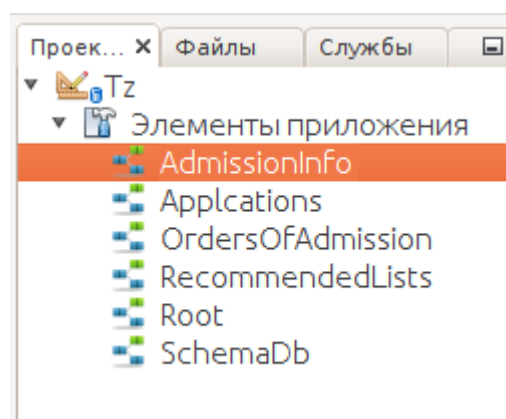 Проек... × Файлы Службы
Tz
Элементы приложения
AdmissionInfo
Applcations
OrdersOfAdmission
RecommendedLists
Root
SchemaDb